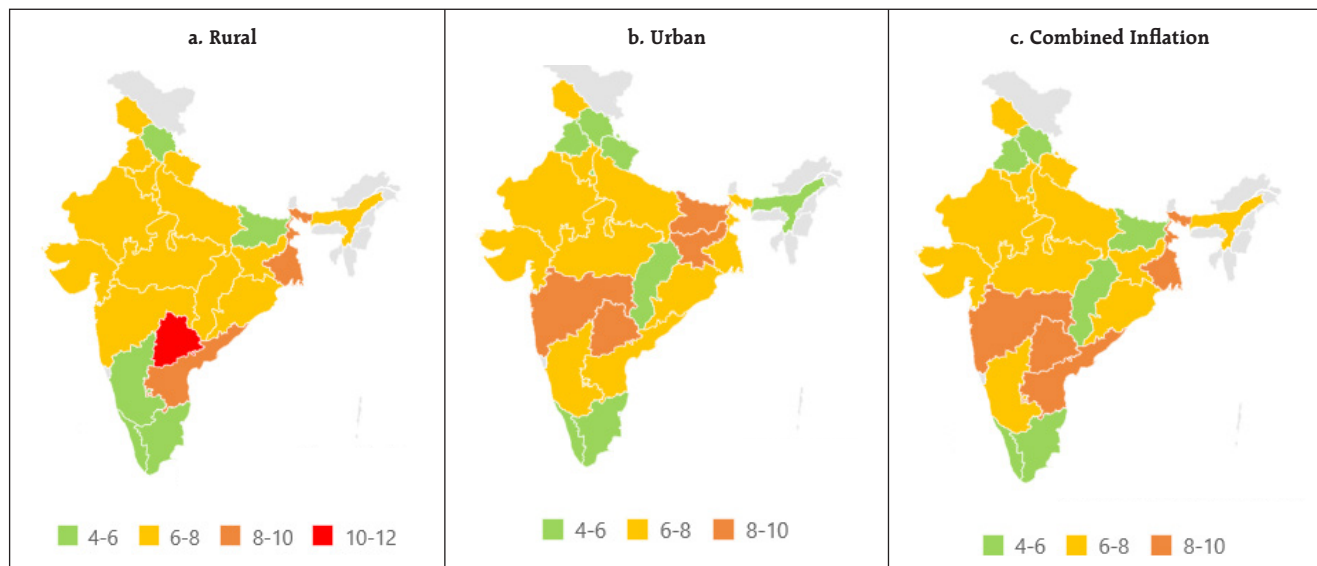 a. Rural
4-6 6-8 8-10 10-12
b. Urban
4-6 6-8 8-10
c. Combined Inflation
4-6 6-8 8-10